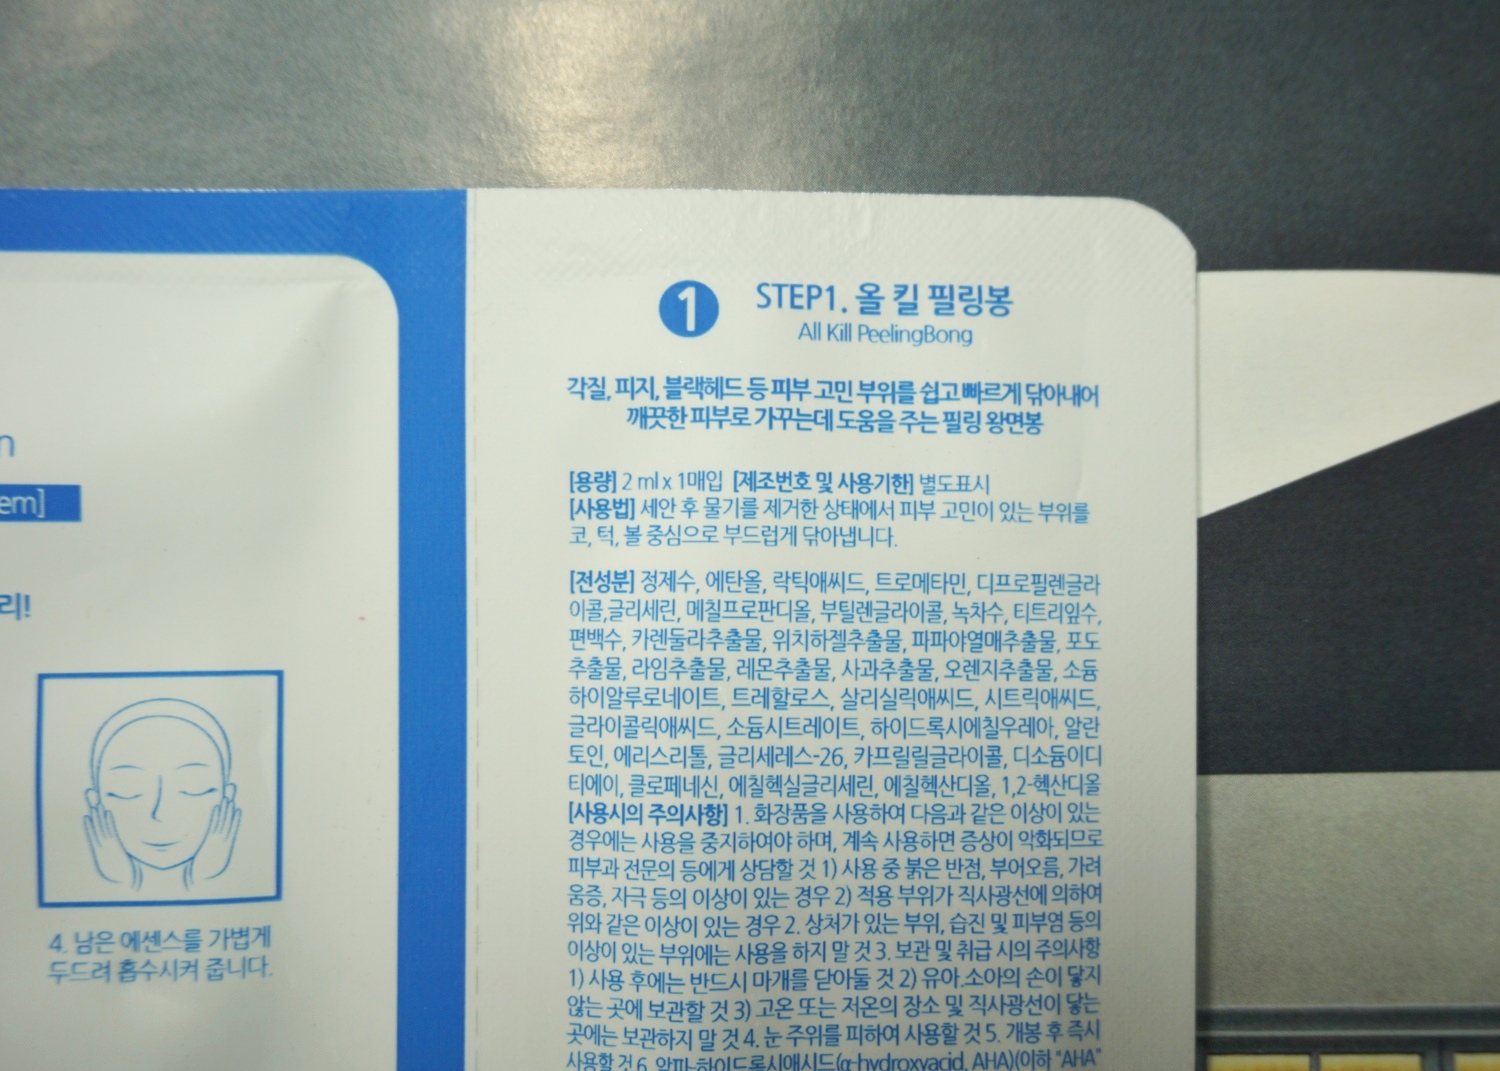 n
em]
리!
4. 남은 에센스를 가볍게
두드려 흡수시켜 줍니다.
1 STEP1. 올 킬 필링봉
All Kill PeelingBong
각질, 피지, 블랙헤드 등 피부 고민 부위를 쉽고 빠르게 닦아내어
깨끗한 피부로 가꾸는데 도움을 주는 필링 왕면봉
[용량] 2 ml x 1매입 [제조번호 및 사용기한] 별도표시
[사용법] 세안 후 물기를 제거한 상태에서 피부 고민이 있는 부위를
코, 턱, 볼 중심으로 부드럽게 닦아냅니다.
[전성분] 정제수, 에탄올, 락틱애씨드, 트로메타민, 디프로필렌글라
이콜,글리세린, 메칠프로판디올, 부틸렌글라이콜, 녹차수, 티트리잎수,
편백수, 카렌둘라추출물, 위치하젤추출물, 파파야열매추출물, 포도
추출물, 라임추출물, 레몬추출물, 사과추출물, 오렌지추출물, 소듐
하이알루로네이트, 트레할로스, 살리실릭애씨드, 시트릭애씨드,
글라이콜릭애씨드, 소듐시트레이트, 하이드록시에칠우레아, 알란
토인, 에리스리톨, 글리세레스-26, 카프릴릴글라이콜, 디소듐이디
티에이, 클로페네신, 에칠헥실글리세린, 에칠헥산디올, 1,2-헥산디올
[사용시의 주의사항] 1. 화장품을 사용하여 다음과 같은 이상이 있는
경우에는 사용을 중지하여야 하며, 계속 사용하면 증상이 악화되므로
피부과 전문의 등에게 상담할 것 1) 사용 중 붉은 반점, 부어오름, 가려
움증, 자극 등의 이상이 있는 경우 2) 적용 부위가 직사광선에 의하여
위와 같은 이상이 있는 경우 2. 상처가 있는 부위, 습진 및 피부염 등의
이상이 있는 부위에는 사용을 하지 말 것 3. 보관 및 취급 시의 주의사항
1) 사용 후에는 반드시 마개를 닫아둘 것 2) 유아.소아의 손이 닿지
않는 곳에 보관할 것 3) 고온 또는 저온의 장소 및 직사광선이 닿는
곳에는 보관하지 말 것 4. 눈 주위를 피하여 사용할 것 5. 개봉 후 즉시
사용할 것 6. 알파-하이드록시애시드(α-hydroxyacid, AHA)(이하 "AHA"